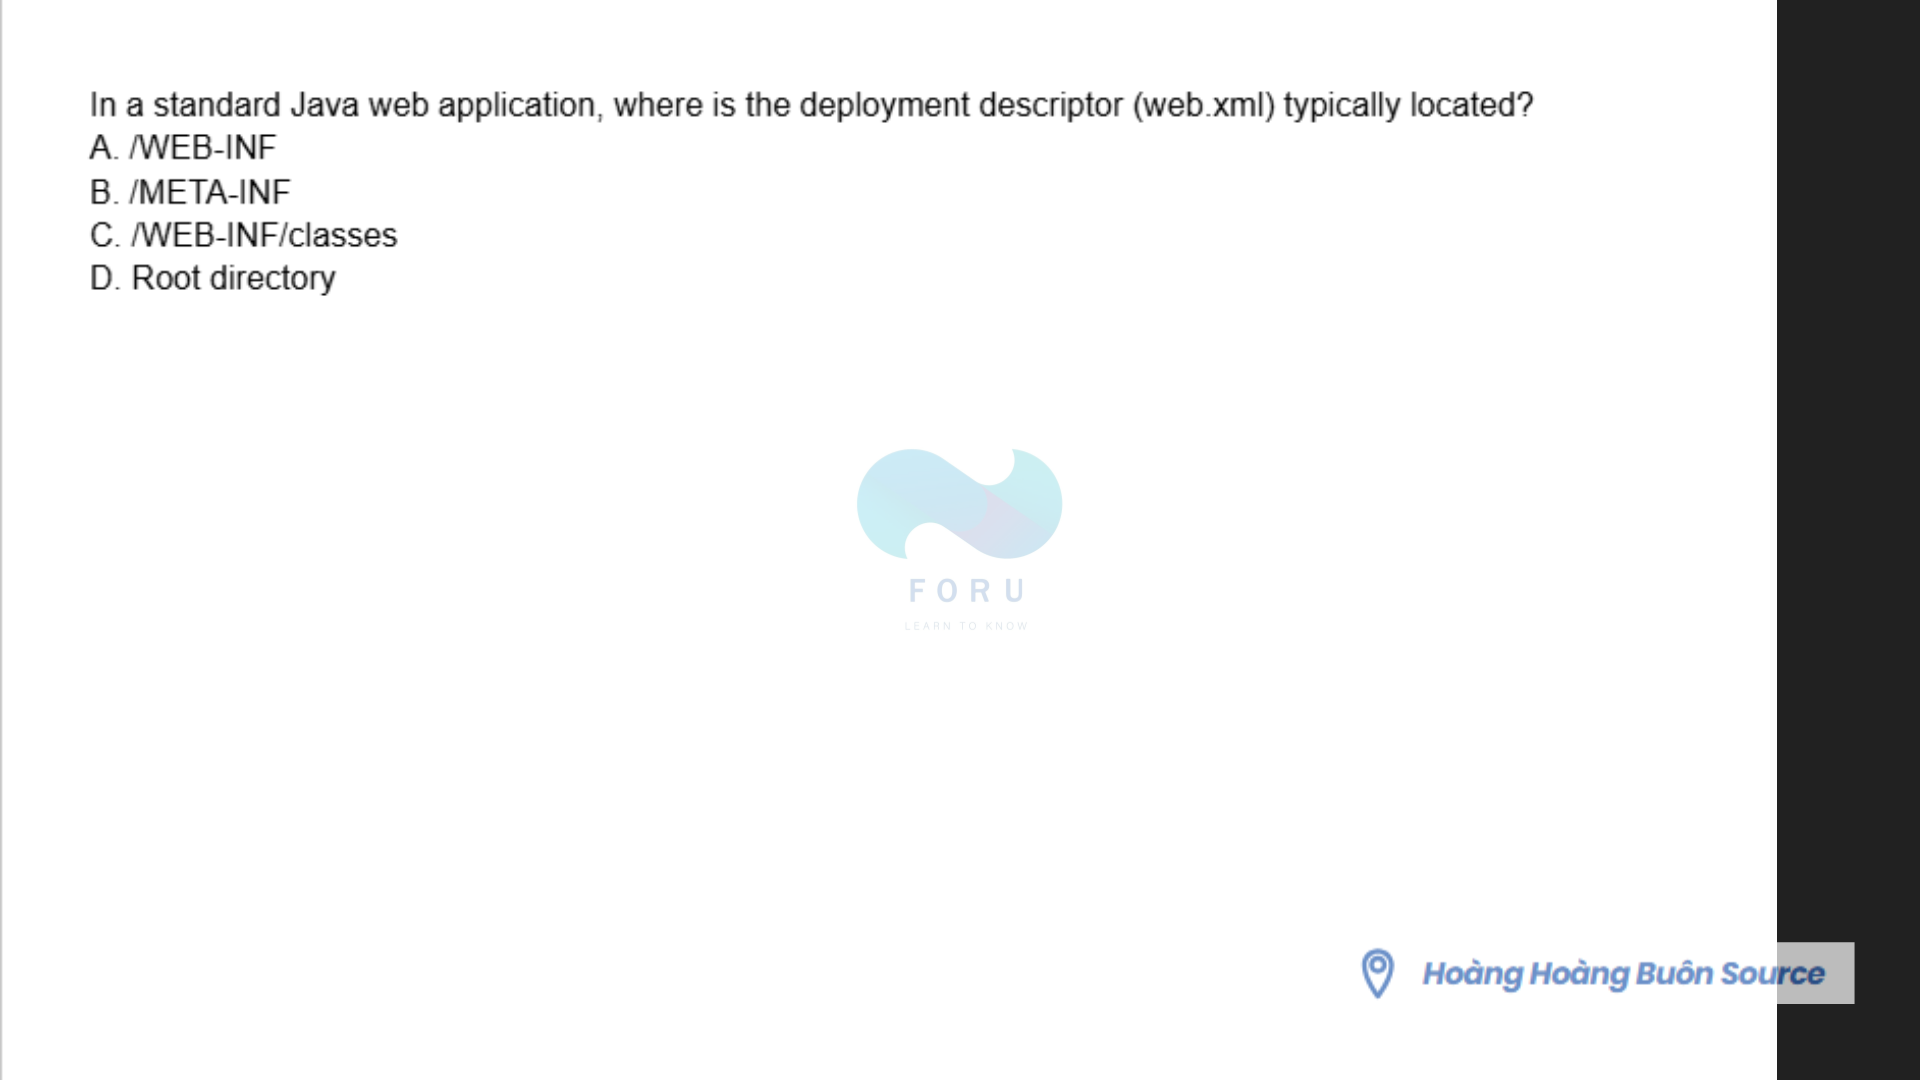 In a standard Java web application, where is the deployment descriptor (web.xml) typically located?
A. /WEB-INF
B. /META-INF
C. /WEB-INF/classes
D. Root directory
FORU
LEARN TO KNOW
Hoàng Hoàng Buôn Source